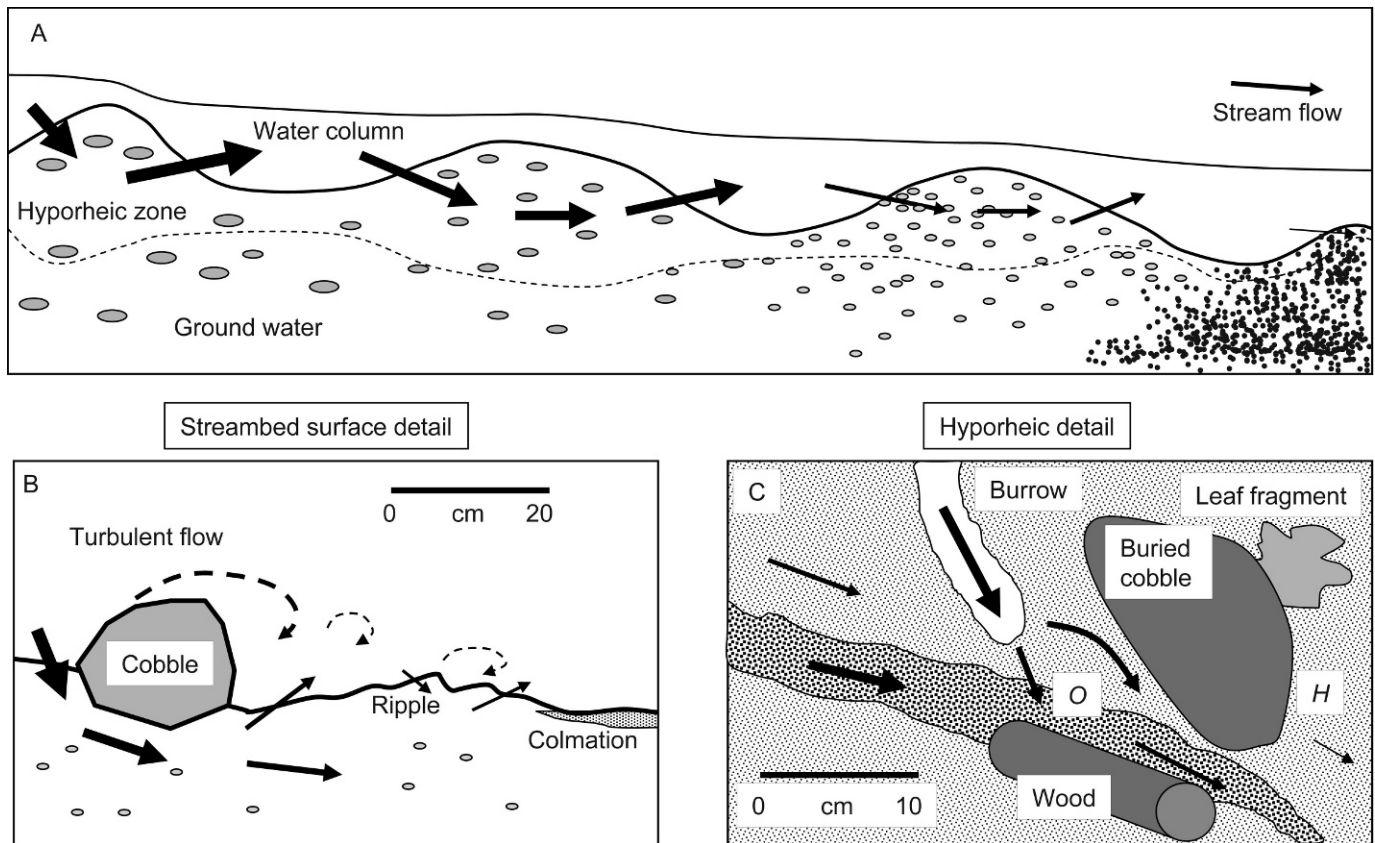 A
Stream flow
Water column
Hyporheic zone
Ground water
Streambed surface detail
Hyporheic detail
B
0 cm 20
Turbulent flow
Cobble
Ripple
Colmation
C
Burrow
Leaf fragment
Buried
cobble
O
H
0 cm 10
Wood